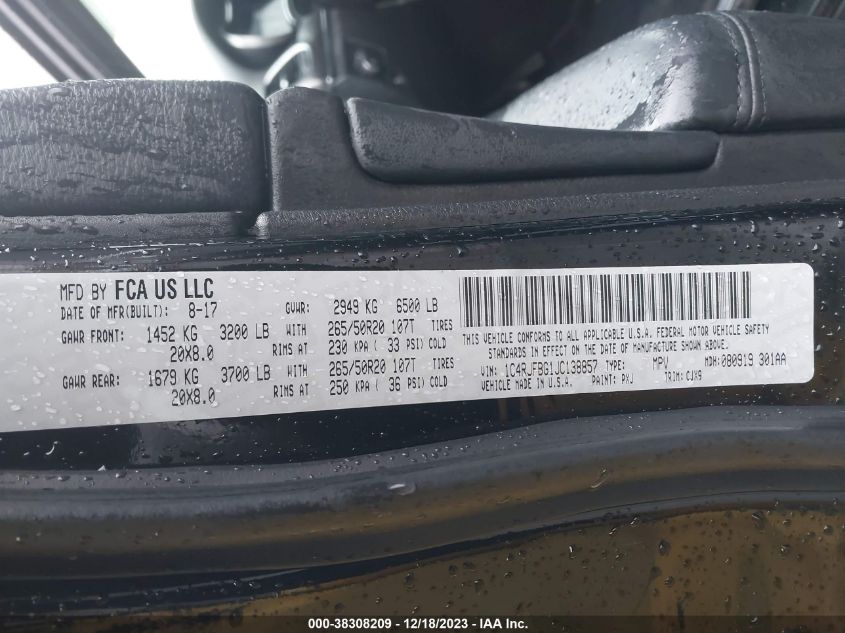 MFD BY FCA US LLC
DATE OF MFR(BUILT): 8-17 GVWR: 2949 KG 6500 LB
GAWR FRONT: 1452 KG 3200 LB WITH 265/50R20 107T TIRES
20X8.0 RIMS AT 230 KPA ( 33 PSI) COLD
GAWR REAR: 1679 KG 3700 LB WITH 265/50R20 107T TIRES
20X8.0 RIMS AT 250 KPA ( 36 PSI) COLD
THIS VEHICLE CONFORMS TO ALL APPLICABLE U.S.A. FEDERAL MOTOR VEHICLE SAFETY
STANDARDS IN EFFECT ON THE DATE OF MANUFACTURE SHOWN ABOVE.
VIN: 1C4RJFBG1JC138857 TYPE: MPV MDH: 080919 301AA
VEHICLE MADE IN U.S.A. PAINT: PXJ TRIM: CJX9
000-38308209 - 12/18/2023 - IAA Inc.